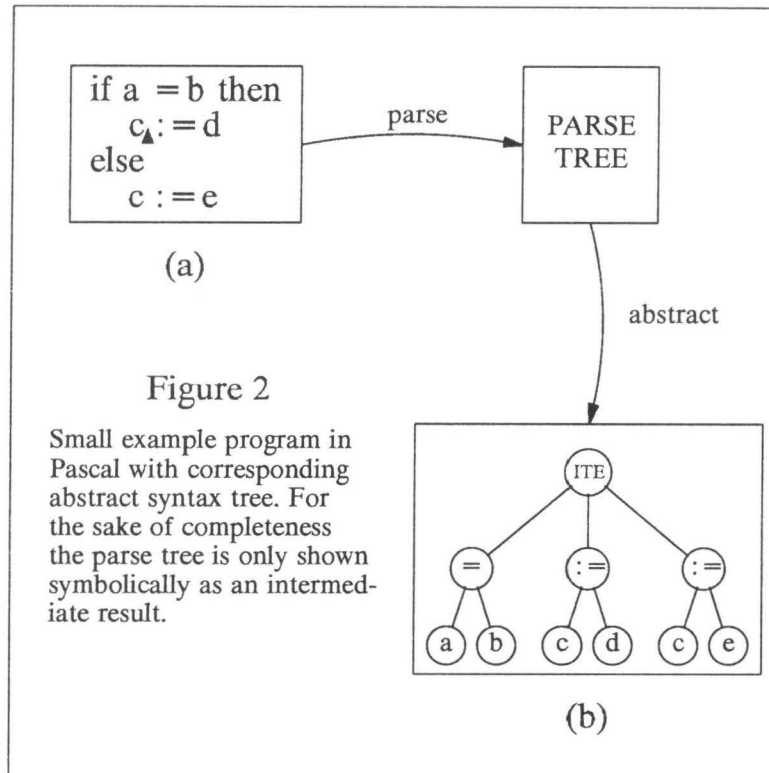 if a = b then
c▲:= d
else
c := e
(a)
parse
PARSE
TREE
abstract
Figure 2
Small example program in
Pascal with corresponding
abstract syntax tree. For
the sake of completeness
the parse tree is only shown
symbolically as an intermed-
iate result.
ITE
= := :=
a b c d c e
(b)